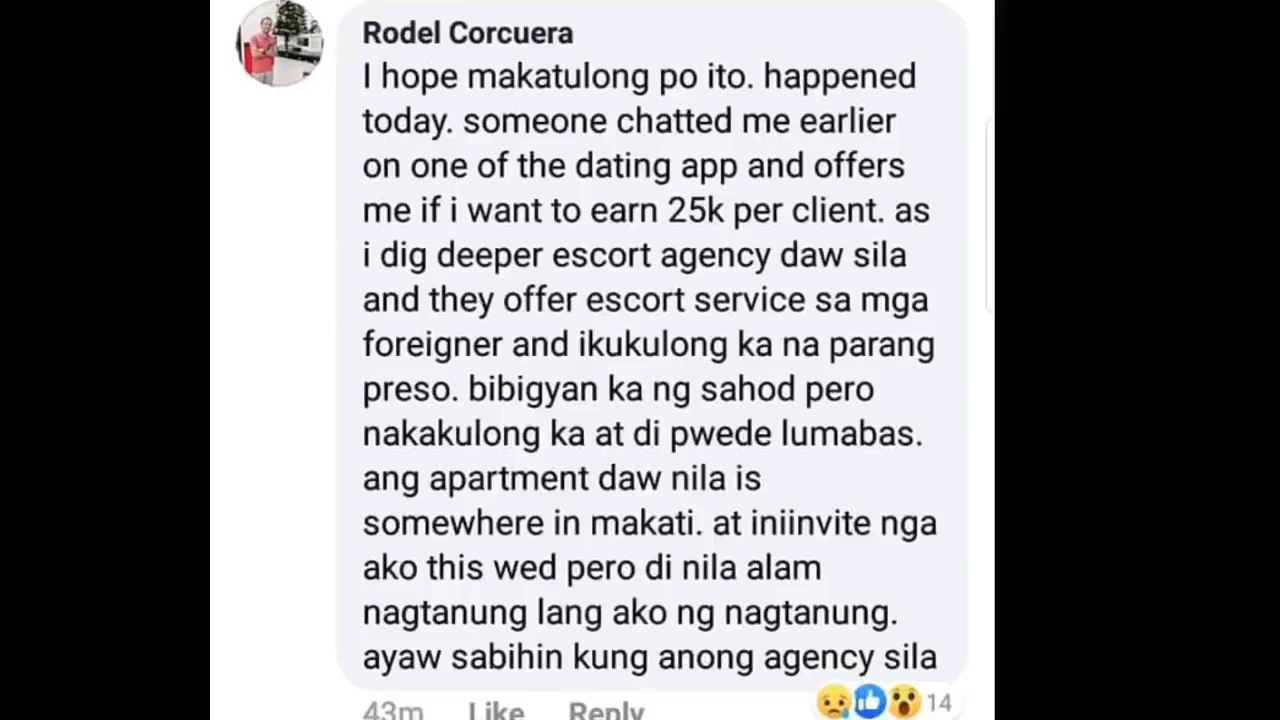 Rodel Corcuera
I hope makatulong po ito. happened
today. someone chatted me earlier
on one of the dating app and offers
me if i want to earn 25k per client. as
i dig deeper escort agency daw sila
and they offer escort service sa mga
foreigner and ikukulong ka na parang
preso. bibigyan ka ng sahod pero
nakakulong ka at di pwede lumabas.
ang apartment daw nila is
somewhere in makati. at iniinvite nga
ako this wed pero di nila alam
nagtanung lang ako ng nagtanung.
ayaw sabihin kung anong agency sila
43m Like Reply 14